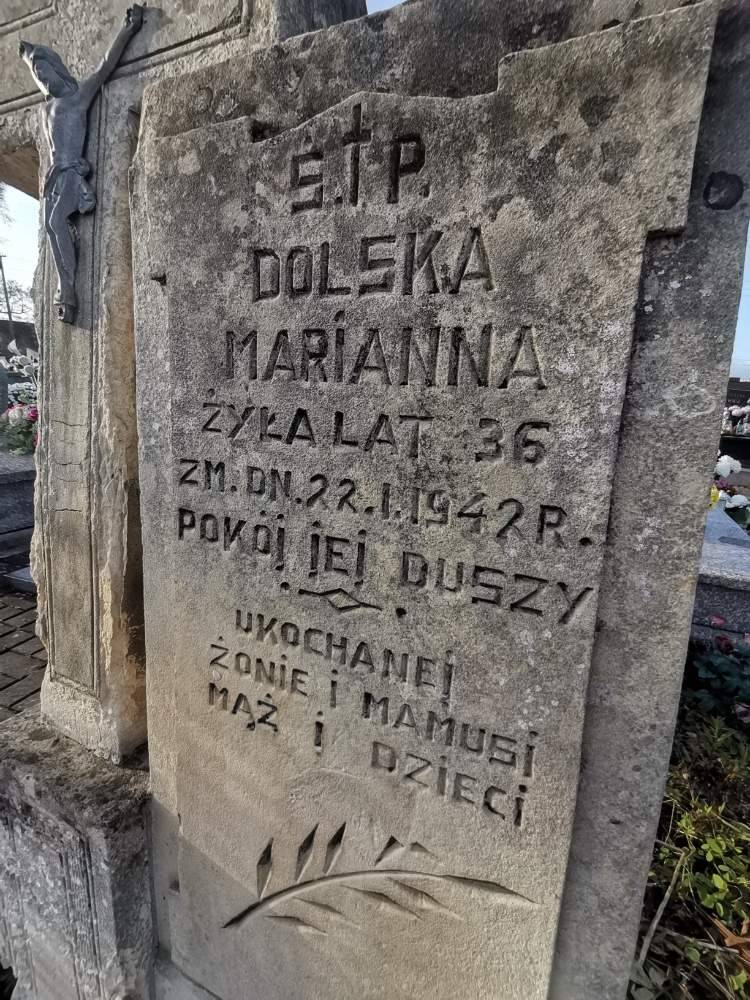 Ś.†P.
DOLSKA
MARIANNA
ŻYŁA LAT. 36
ZM. DN. 22.I.1942 R.
POKÓJ JEJ DUSZY
UKOCHANEJ
ŻONIE i MAMUSI
MĄŻ i DZIECI